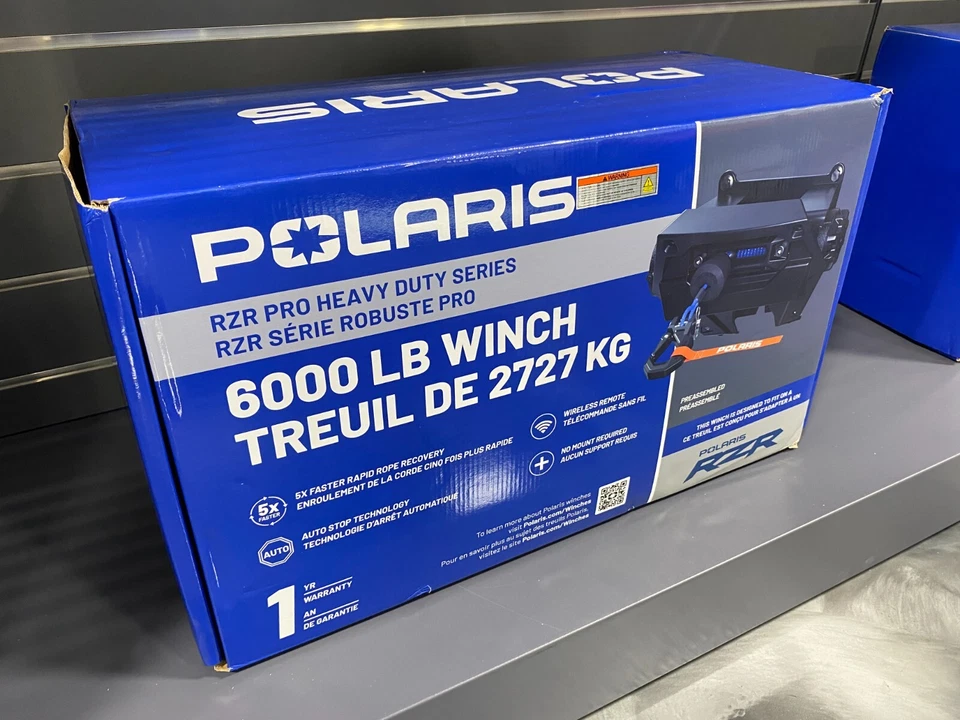 POLARIS
POLARIS
WARNING
RZR PRO HEAVY DUTY SERIES
RZR SÉRIE ROBUSTE PRO
6000 LB WINCH
TREUIL DE 2727 KG
POLARIS
WIRELESS REMOTE
TÉLÉCOMMANDE SANS FIL
NO MOUNT REQUIRED
AUCUN SUPPORT REQUIS
5X FASTER
5X FASTER RAPID ROPE RECOVERY
ENROULEMENT DE LA CORDE CINQ FOIS PLUS RAPIDE
AUTO
AUTO STOP TECHNOLOGY
TECHNOLOGIE D'ARRÊT AUTOMATIQUE
To learn more about Polaris winches
visit Polaris.com/Winches
Pour en savoir plus au sujet des treuils Polaris,
visitez le site Polaris.com/Winches
1
YR
WARRANTY
AN
DE GARANTIE
PREASSEMBLED
PRÉASSEMBLÉ
THIS WINCH IS DESIGNED TO FIT ON A
CE TREUIL EST CONÇU POUR S'ADAPTER À UN
POLARIS
RZR